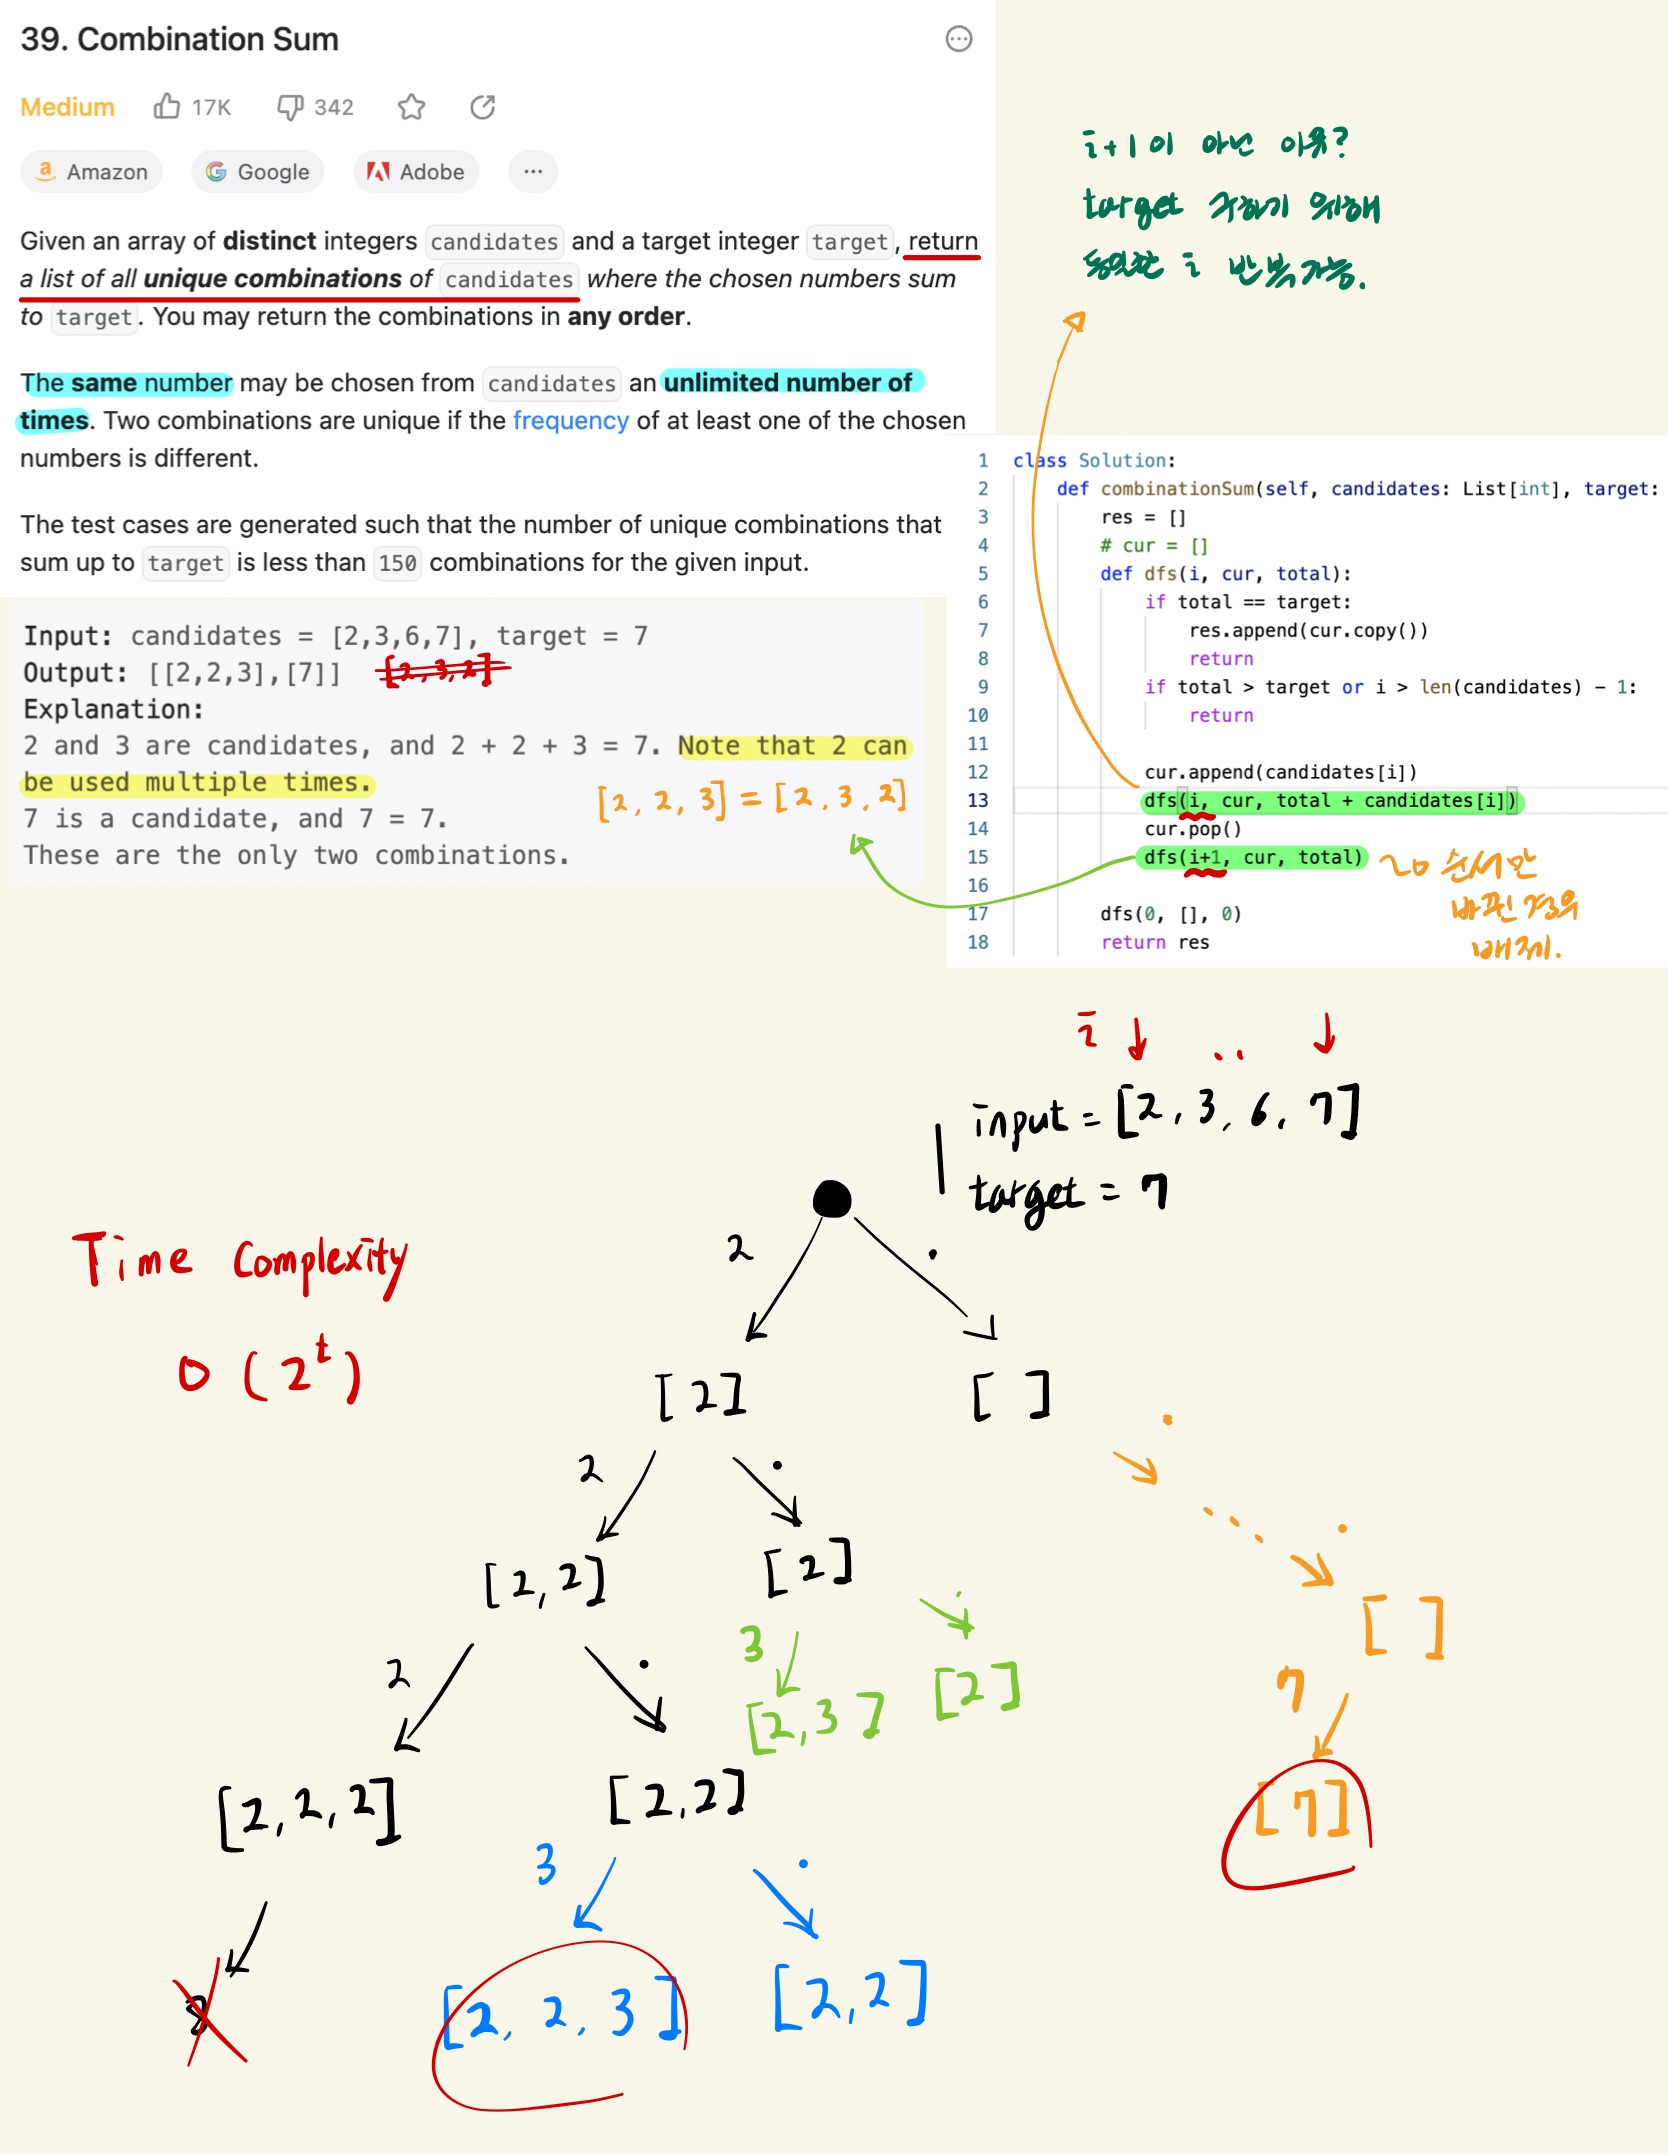 39. Combination Sum
Medium 17K 342
Amazon Google Adobe ...
Given an array of distinct integers candidates and a target integer target, return
a list of all unique combinations of candidates where the chosen numbers sum
to target. You may return the combinations in any order.
The same number may be chosen from candidates an unlimited number of
times. Two combinations are unique if the frequency of at least one of the chosen
numbers is different.
The test cases are generated such that the number of unique combinations that
sum up to target is less than 150 combinations for the given input.
Input: candidates = [2,3,6,7], target = 7
Output: [[2,2,3],[7]] [2,3,2]
Explanation:
2 and 3 are candidates, and 2 + 2 + 3 = 7. Note that 2 can
be used multiple times.
7 is a candidate, and 7 = 7.
These are the only two combinations.
[2, 2, 3] = [2, 3, 2]
i+1이 아닌 이유?
target 구하기 위해
동일한 i 반복가능.
1 class Solution:
2 def combinationSum(self, candidates: List[int], target:
3 res = []
4 # cur = []
5 def dfs(i, cur, total):
6 if total == target:
7 res.append(cur.copy())
8 return
9 if total > target or i > len(candidates) - 1:
10 return
11
12 cur.append(candidates[i])
13 dfs(i, cur, total + candidates[i])
14 cur.pop()
15 dfs(i+1, cur, total)
16
17 dfs(0, [], 0)
18 return res
순서만
바뀐 경우
배제.
i ..
input = [2, 3, 6, 7]
target = 7
Time Complexity
O (2^t)
2 .
[2] [ ]
2 . .
[2,2] [2] .
[ ]
2 . 3 .
[2,3] [2] 7
[2,2,2] [2,2] [7]
3 .
8 [2, 2, 3] [2,2]